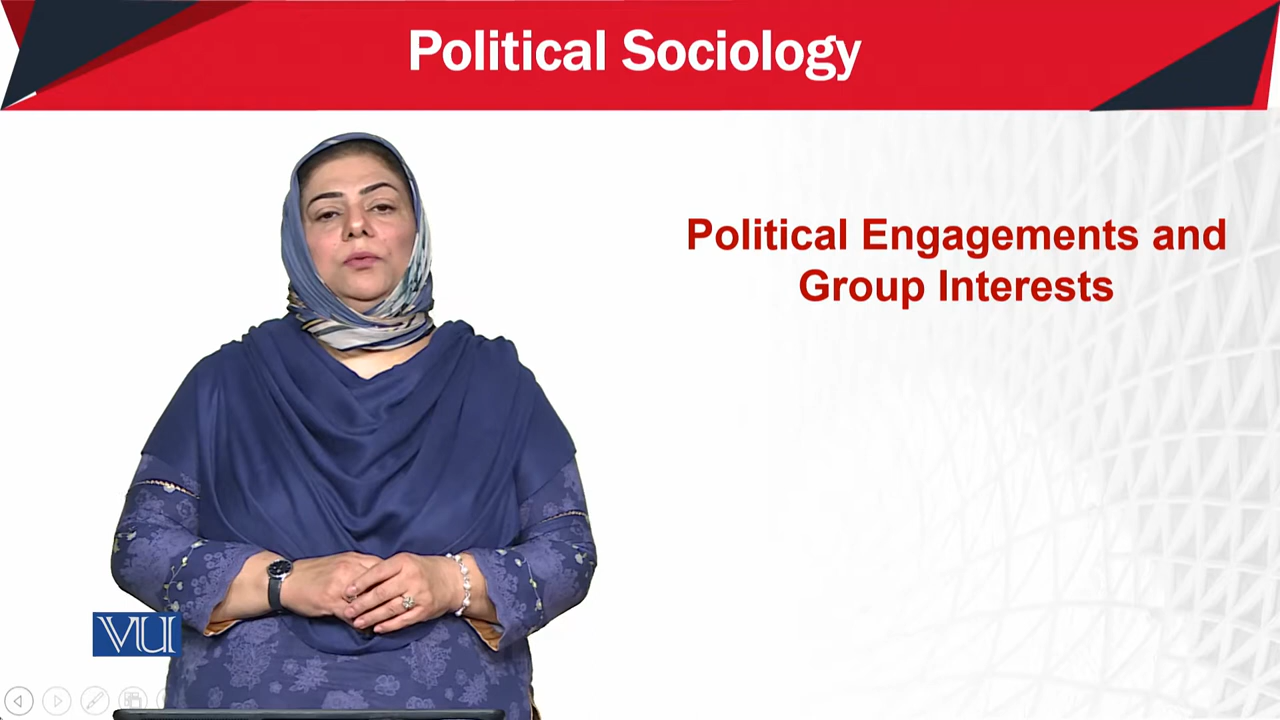 Political Sociology
Political Engagements and
Group Interests
VU